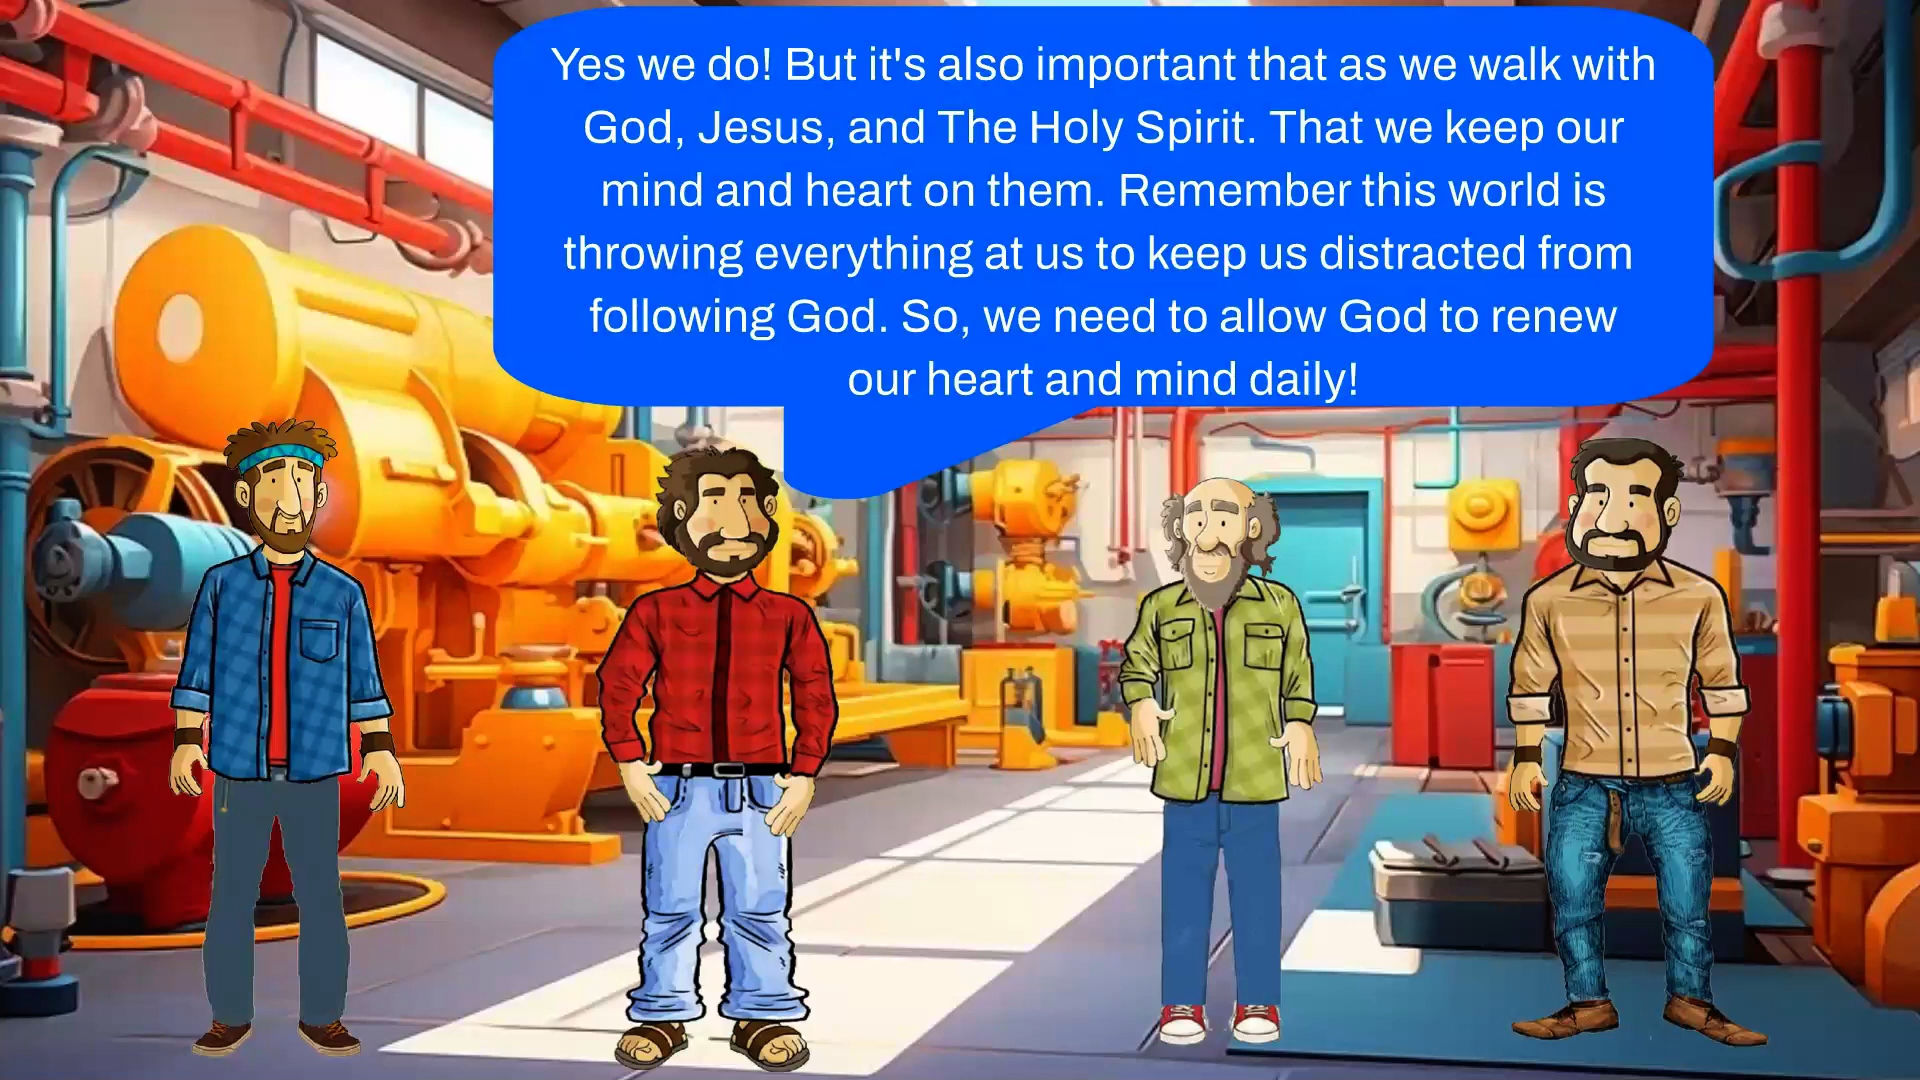 Yes we do! But it's also important that as we walk with
God, Jesus, and The Holy Spirit. That we keep our
mind and heart on them. Remember this world is
throwing everything at us to keep us distracted from
following God. So, we need to allow God to renew
our heart and mind daily!